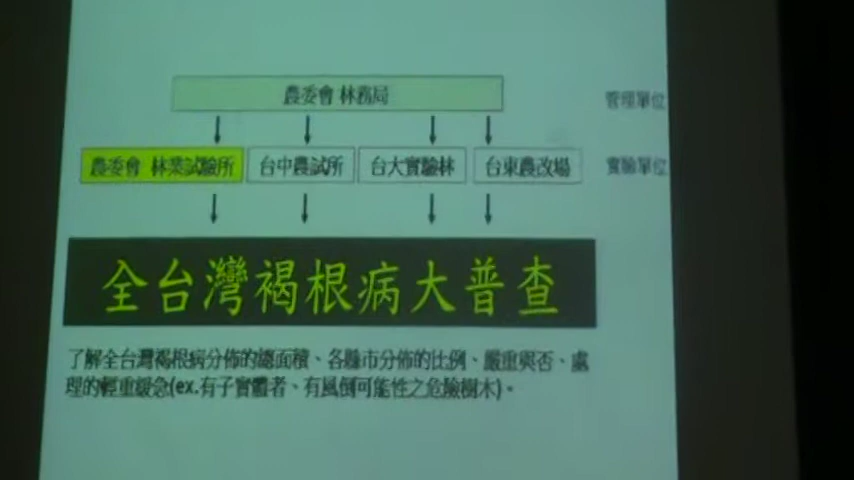 農委會 林務局 管理單位
農委會 林業試驗所 台中農試所 台大實驗林 台東農改場 實驗單位
全台灣褐根病大普查
了解全台灣褐根病分佈的總面積、各縣市分佈的比例、嚴重與否、處
理的輕重緩急(ex.有子實體者、有風倒可能性之危險樹木)。